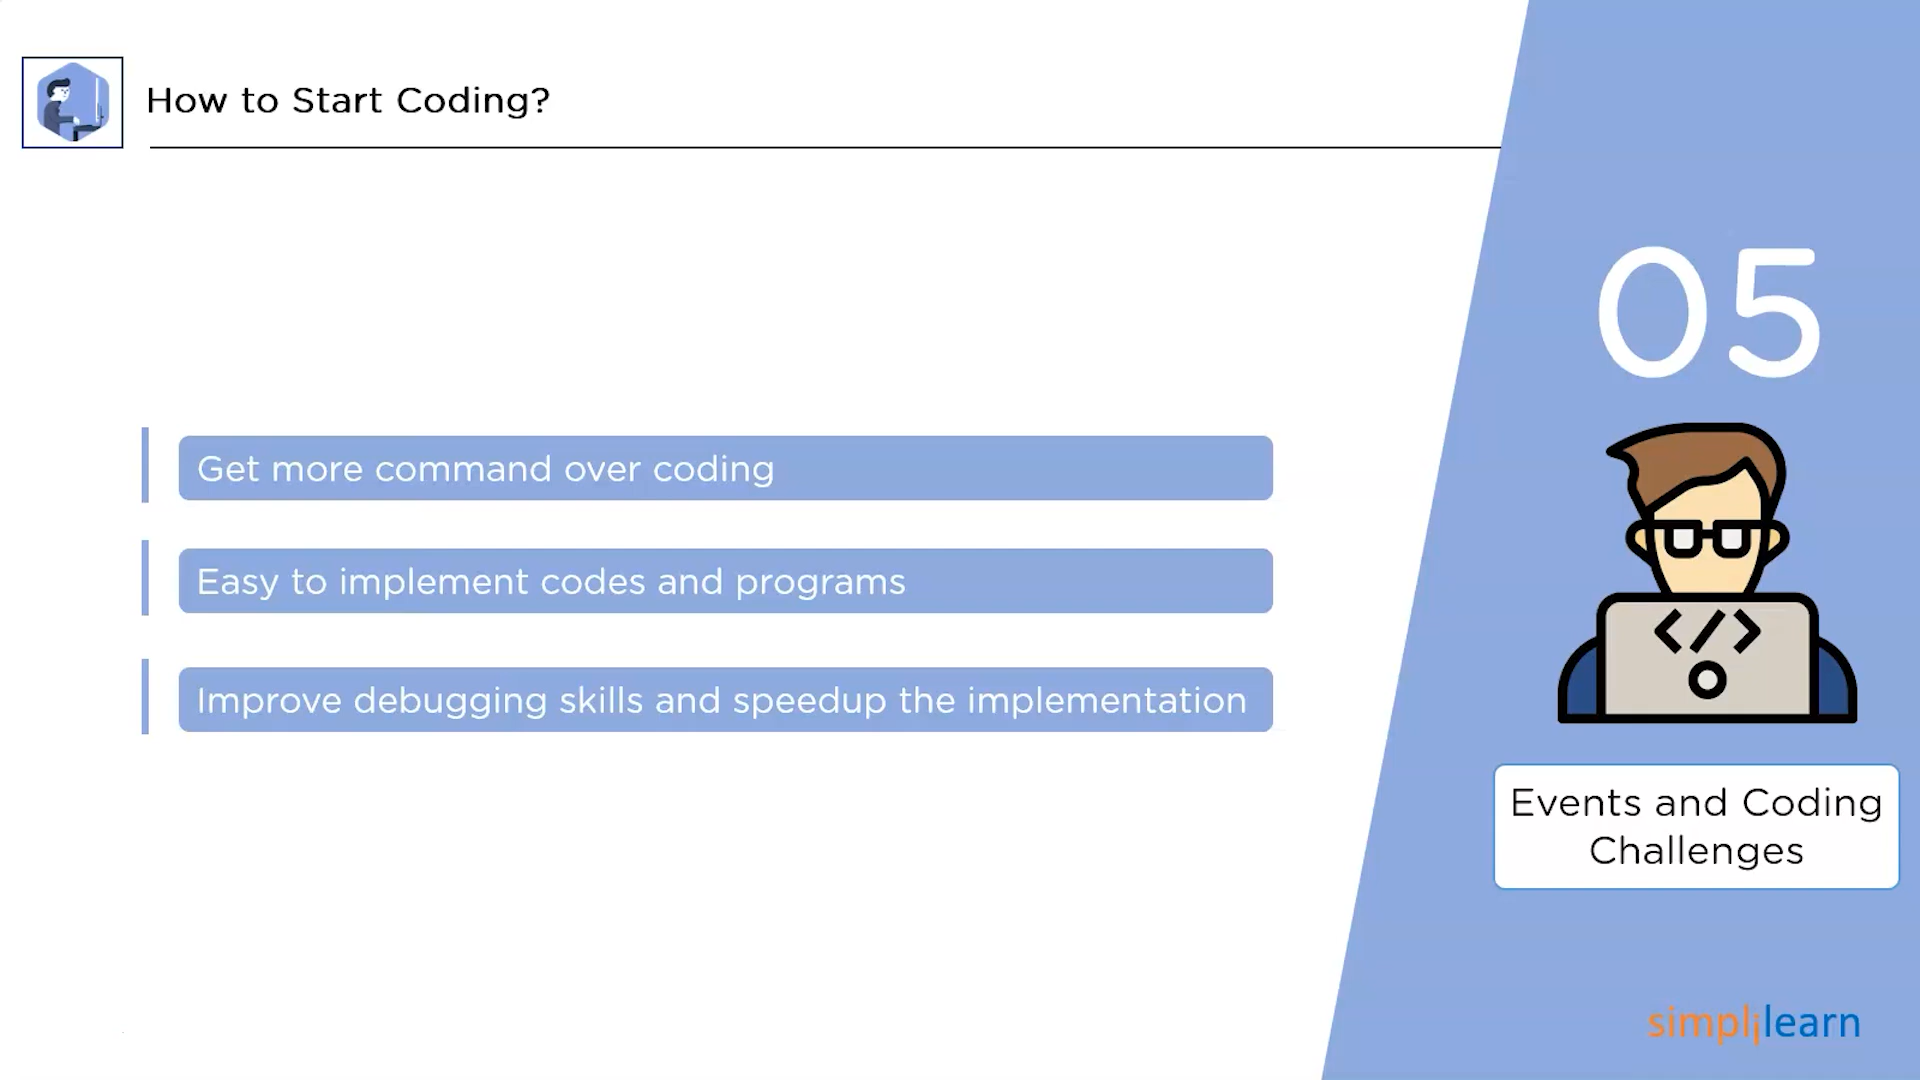 How to Start Coding?
Get more command over coding
Easy to implement codes and programs
Improve debugging skills and speedup the implementation
05
</>
Events and Coding
Challenges
simplilearn